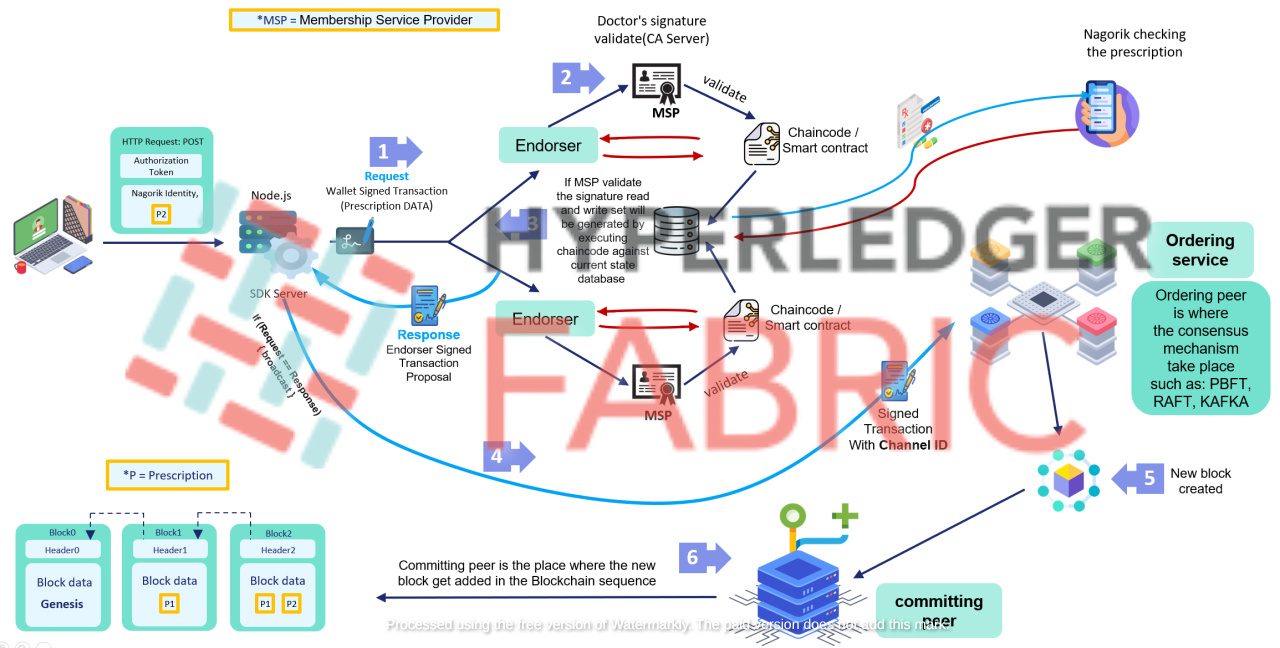 *MSP = Membership Service Provider
Doctor's signature
validate(CA Server)
Nagorik checking
the prescription
2
validate
MSP
HTTP Request: POST
Authorization
Token
Nagorik Identity,
P2
1
Request
Wallet Signed Transaction
(Prescription DATA)
Endorser
Chaincode /
Smart contract
Node.js
SDK Server
3
If MSP validate
the signature read
and write set will
be generated by
executing
chaincode against
current state
database
HYPERLEDGER
FABRIC
Ordering
service
Ordering peer
is where
the consensus
mechanism
take place
such as: PBFT,
RAFT, KAFKA
Response
Endorser Signed
Transaction
Proposal
Endorser
Chaincode /
Smart contract
validate
MSP
If (Request == Response)
{ broadcast }
Signed
Transaction
With Channel ID
4
5
New block
created
*P = Prescription
Block0
Header0
Block data
Genesis
Block1
Header1
Block data
P1
Block2
Header2
Block data
P1 P2
6
Committing peer is the place where the new
block get added in the Blockchain sequence
committing
peer
Processed using the free version of Watermarkly. The paid version does not add this mark.